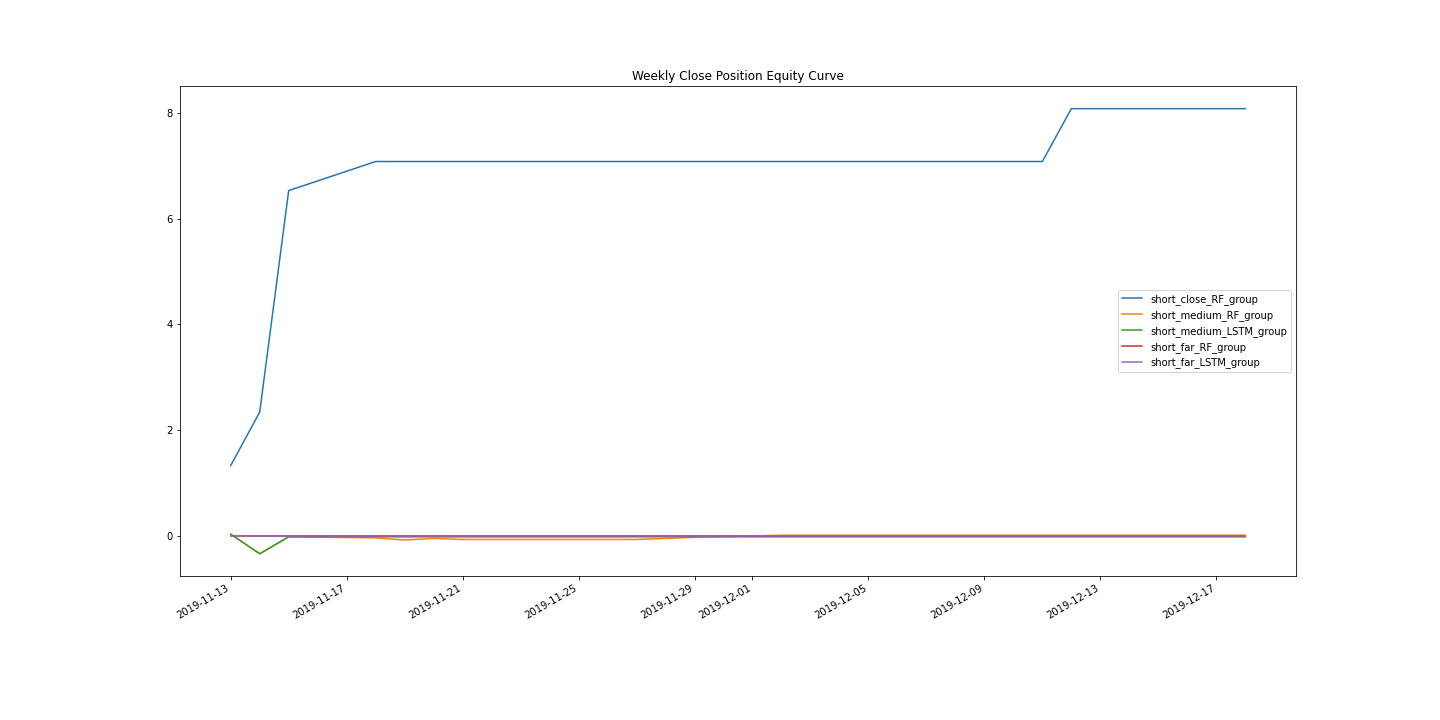 Weekly Close Position Equity Curve
8
6
4
2
0
short_close_RF_group
short_medium_RF_group
short_medium_LSTM_group
short_far_RF_group
short_far_LSTM_group
2019-11-13
2019-11-17
2019-11-21
2019-11-25
2019-11-29
2019-12-01
2019-12-05
2019-12-09
2019-12-13
2019-12-17